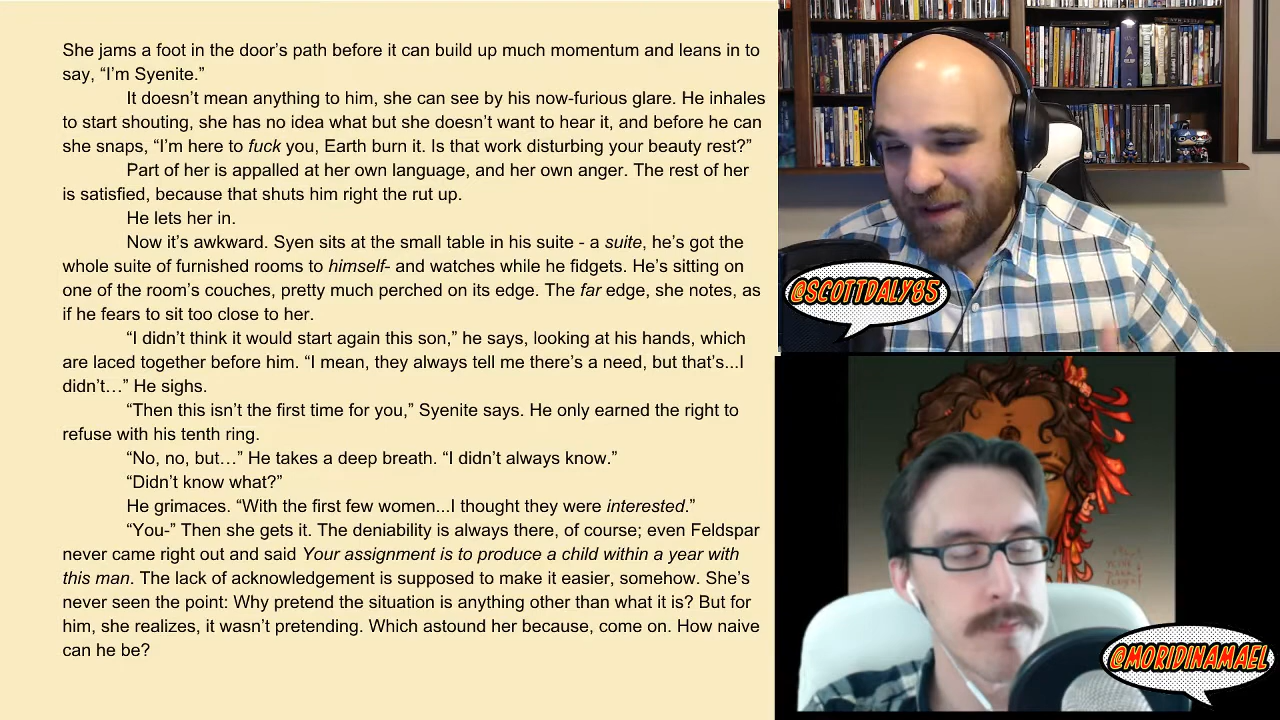 She jams a foot in the door's path before it can build up much momentum and leans in to
say, “I'm Syenite.”
It doesn't mean anything to him, she can see by his now-furious glare. He inhales
to start shouting, she has no idea what but she doesn't want to hear it, and before he can
she snaps, “I'm here to fuck you, Earth burn it. Is that work disturbing your beauty rest?”
Part of her is appalled at her own language, and her own anger. The rest of her
is satisfied, because that shuts him right the rut up.
He lets her in.
Now it's awkward. Syen sits at the small table in his suite - a suite, he's got the
whole suite of furnished rooms to himself- and watches while he fidgets. He's sitting on
one of the room's couches, pretty much perched on its edge. The far edge, she notes, as
if he fears to sit too close to her.
“I didn't think it would start again this son,” he says, looking at his hands, which
are laced together before him. “I mean, they always tell me there's a need, but that's...I
didn't…” He sighs.
“Then this isn't the first time for you,” Syenite says. He only earned the right to
refuse with his tenth ring.
“No, no, but…” He takes a deep breath. “I didn't always know.”
“Didn't know what?”
He grimaces. “With the first few women...I thought they were interested.”
“You-” Then she gets it. The deniability is always there, of course; even Feldspar
never came right out and said Your assignment is to produce a child within a year with
this man. The lack of acknowledgement is supposed to make it easier, somehow. She's
never seen the point: Why pretend the situation is anything other than what it is? But for
him, she realizes, it wasn't pretending. Which astound her because, come on. How naive
can he be?
@SCOTTDALY85
@MORIDINAMAEL